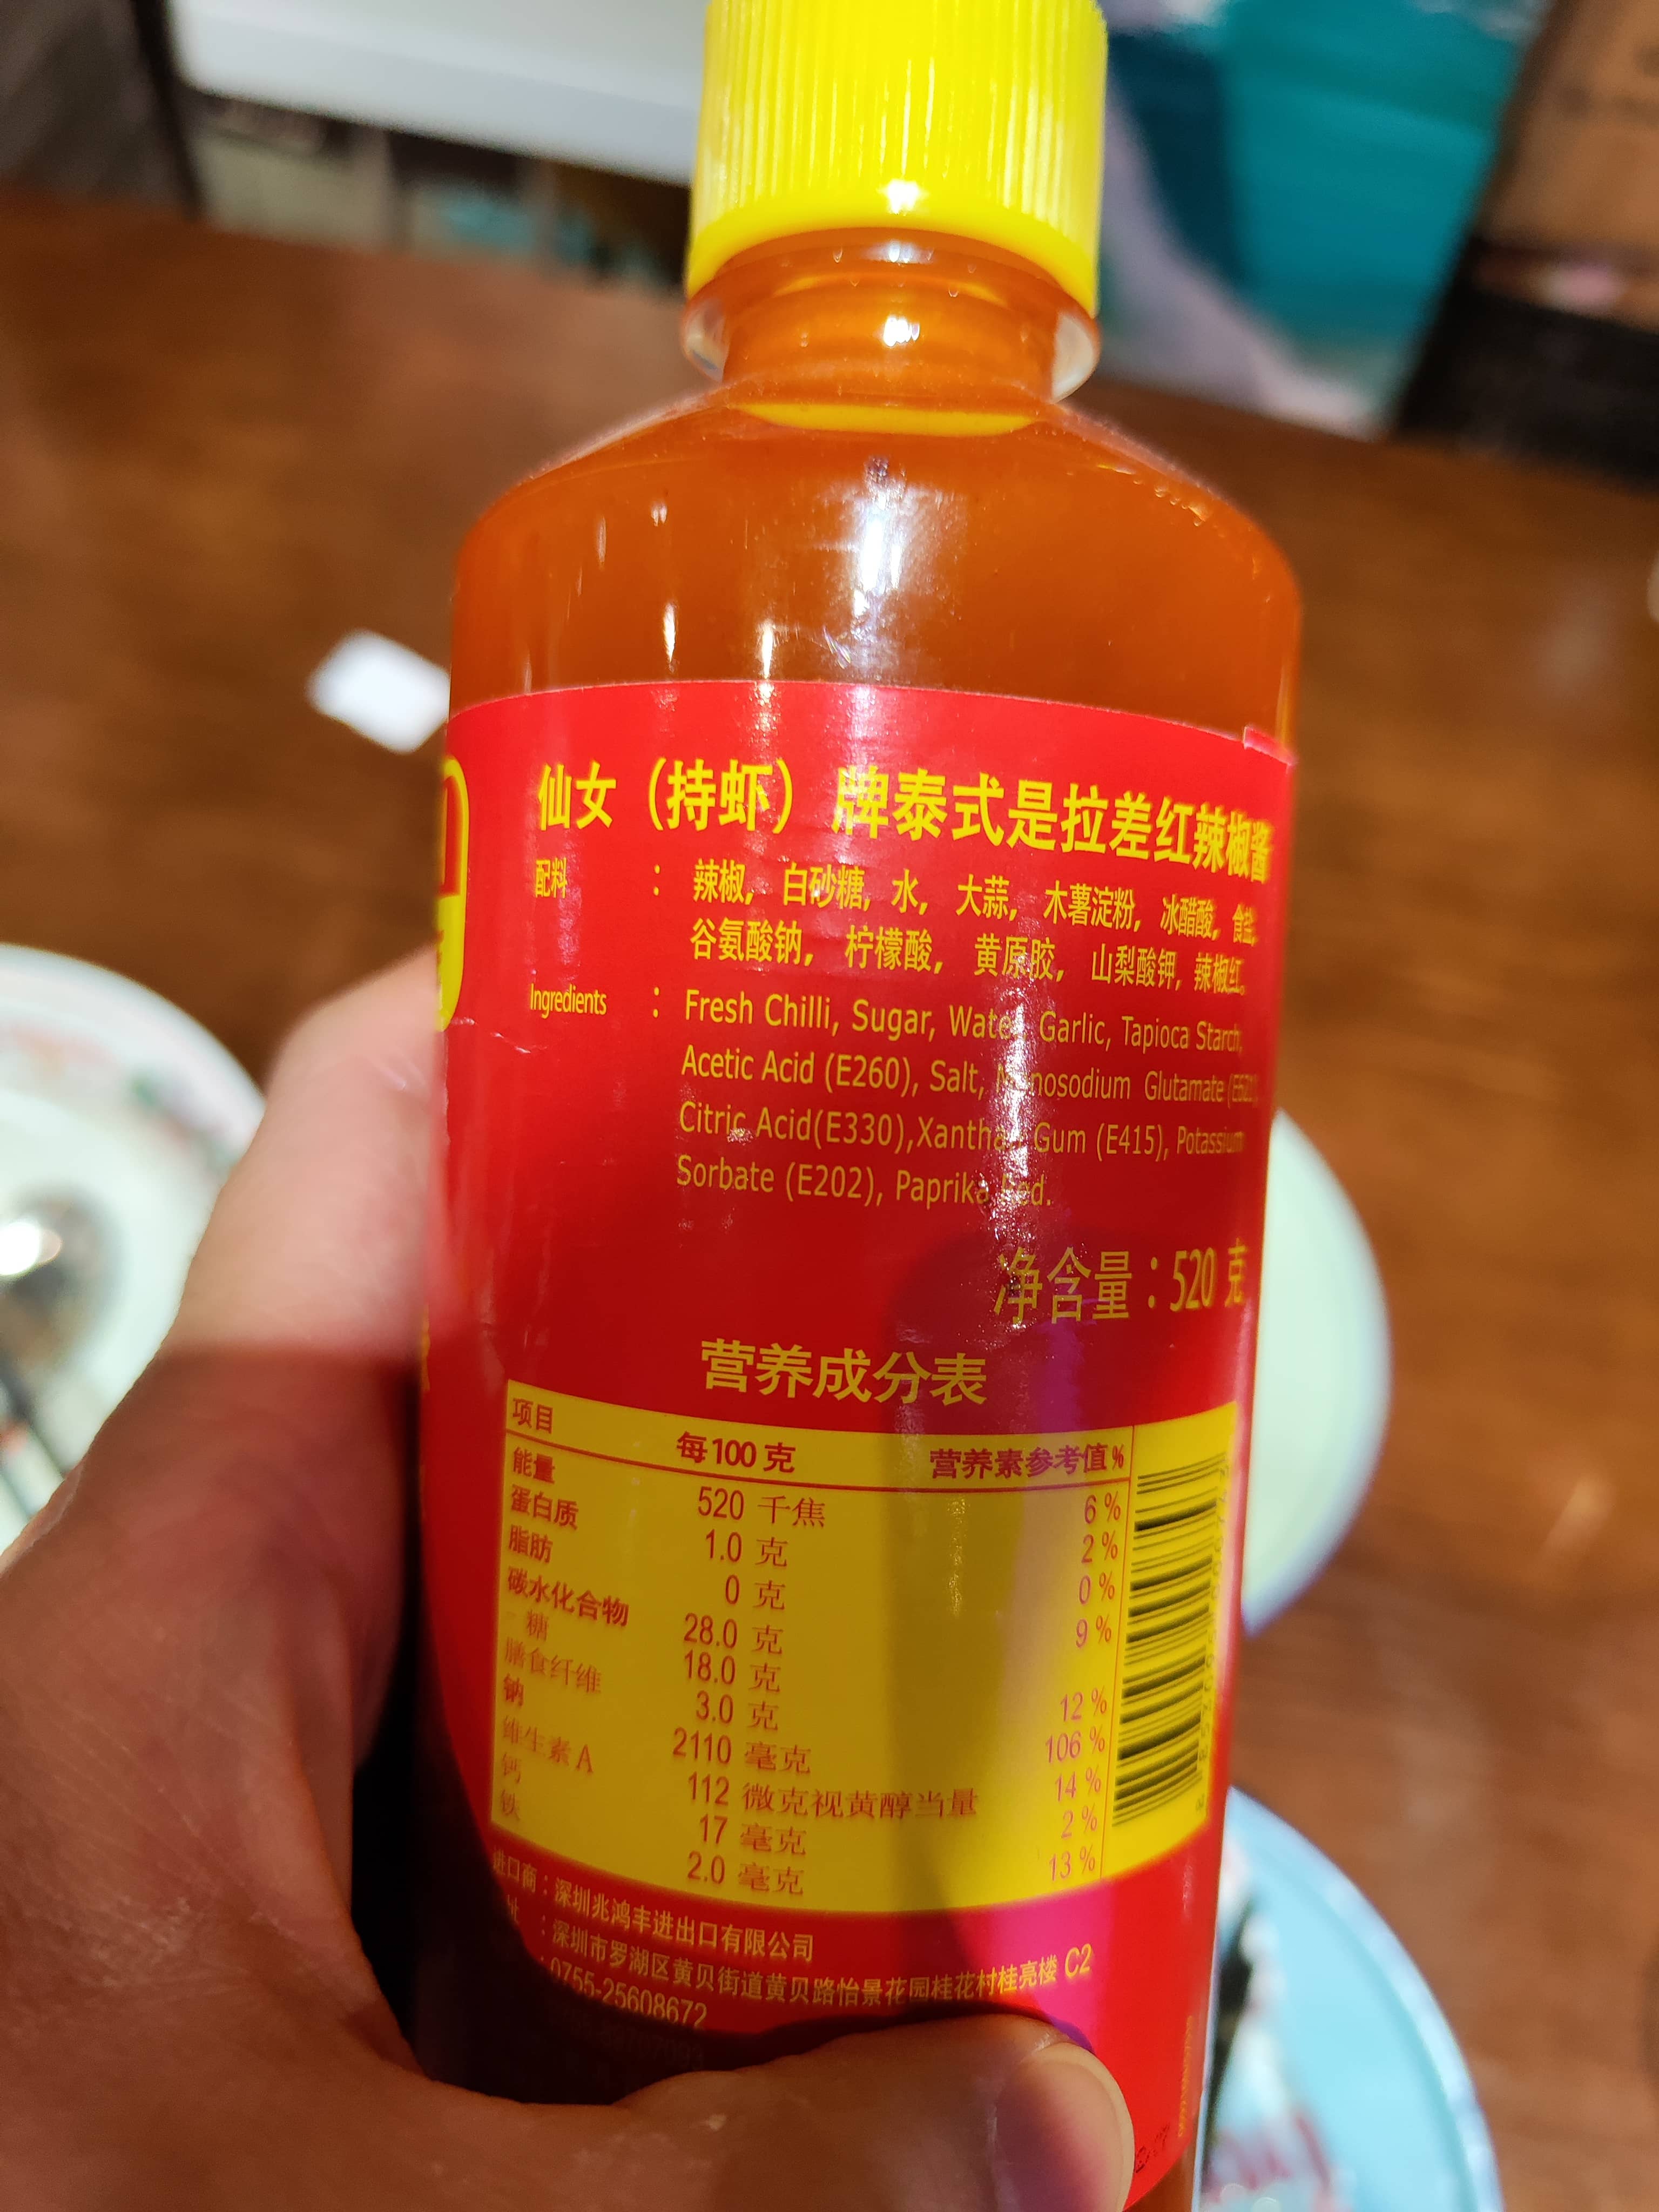 仙女（持虾）牌泰式是拉差红辣椒酱
配料 : 辣椒, 白砂糖, 水, 大蒜, 木薯淀粉, 冰醋酸, 食盐,
谷氨酸钠, 柠檬酸, 黄原胶, 山梨酸钾, 辣椒红。
Ingredients : Fresh Chilli, Sugar, Water, Garlic, Tapioca Starch,
Acetic Acid (E260), Salt, Monosodium Glutamate (E621),
Citric Acid(E330),Xanthan Gum (E415), Potassium
Sorbate (E202), Paprika Red.
净含量：520 克
营养成分表
项目 每100 克 营养素参考值%
能量 520 千焦 6 %
蛋白质 1.0 克 2 %
脂肪 0 克 0 %
碳水化合物 28.0 克 9 %
糖 18.0 克
膳食纤维 3.0 克 12 %
钠 2110 毫克 106 %
维生素 A 112 微克视黄醇当量 14 %
钙 17 毫克 2 %
铁 2.0 毫克 13 %
进口商 : 深圳兆鸿丰进出口有限公司
址 : 深圳市罗湖区黄贝街道黄贝路怡景花园桂花村桂亮楼 C2
0755-25608672